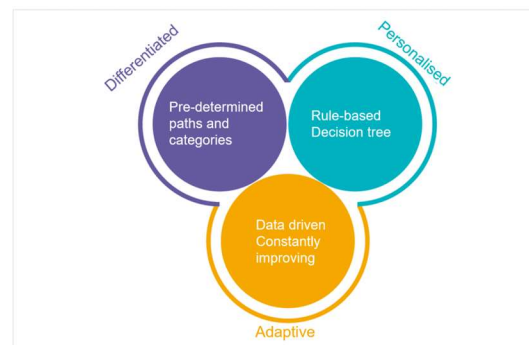 Differentiated
Personalised
Pre-determined
paths and
categories
Rule-based
Decision tree
Data driven
Constantly
improving
Adaptive